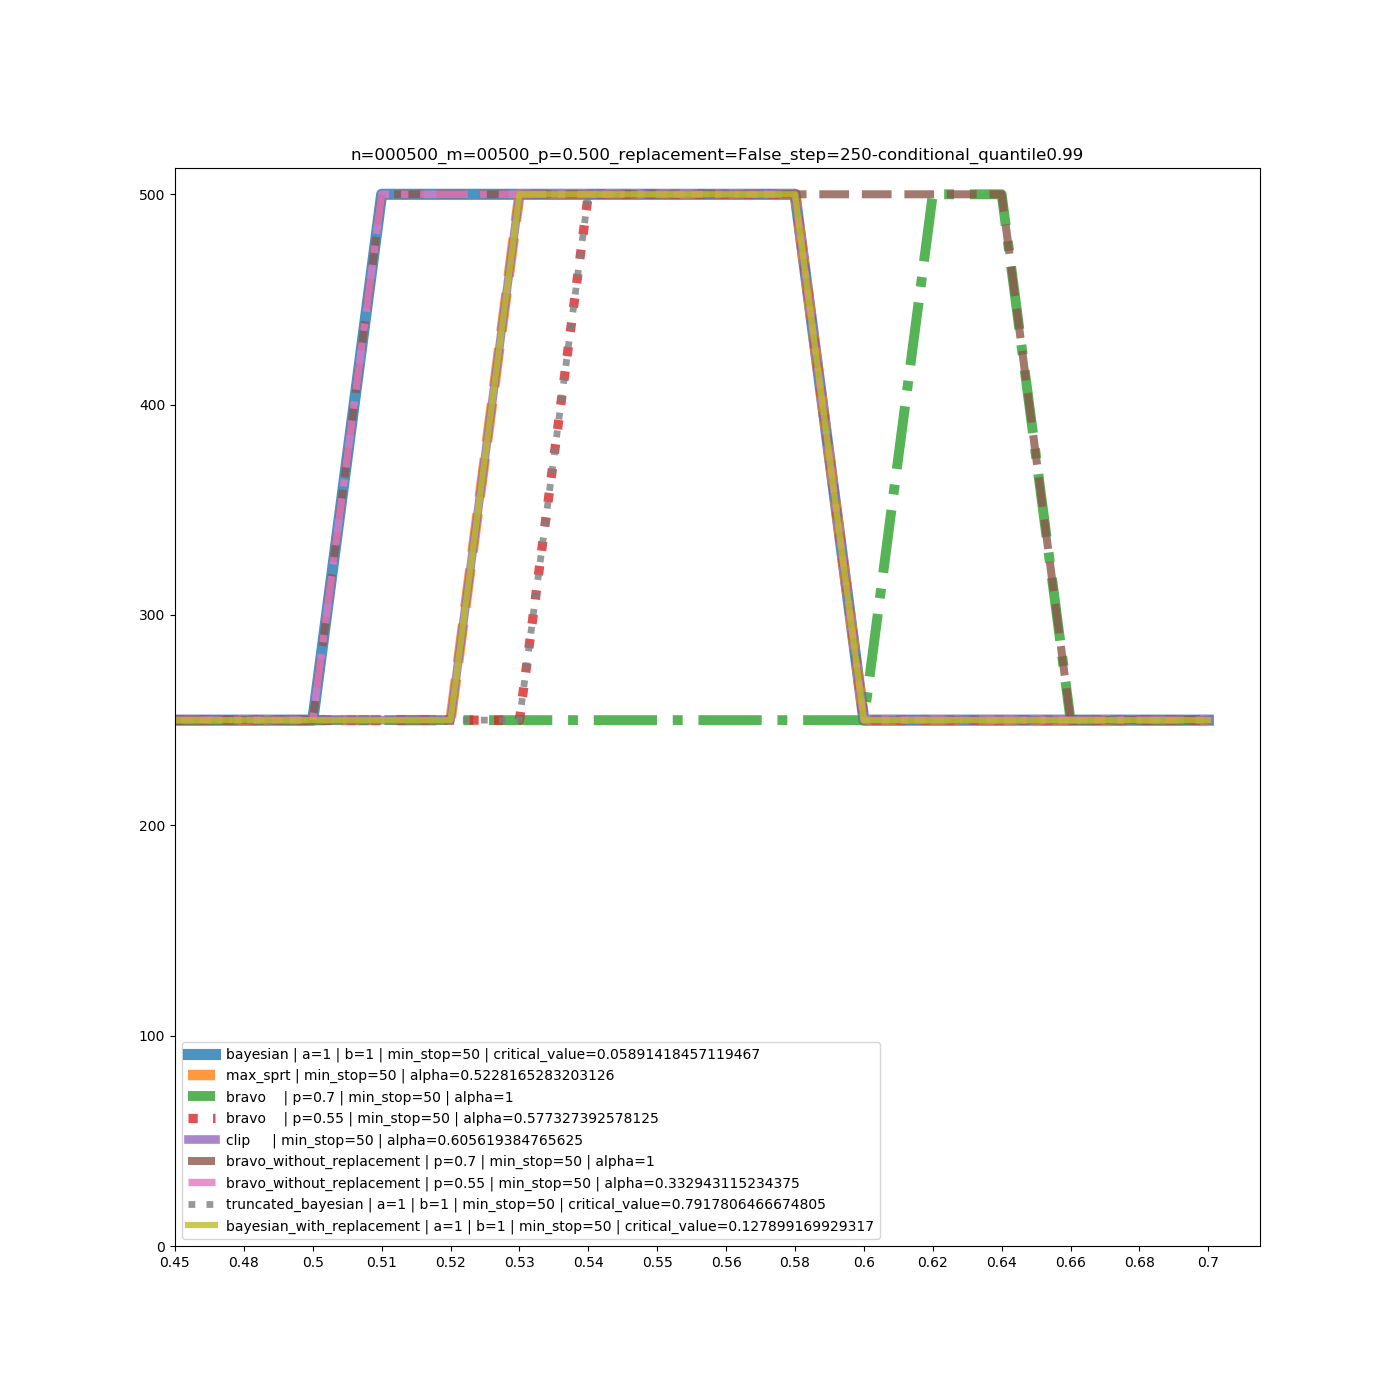 n=000500_m=00500_p=0.500_replacement=False_step=250-conditional_quantile0.99
500
400
300
200
100
0
bayesian | a=1 | b=1 | min_stop=50 | critical_value=0.05891418457119467
max_sprt | min_stop=50 | alpha=0.5228165283203126
bravo    | p=0.7 | min_stop=50 | alpha=1
bravo    | p=0.55 | min_stop=50 | alpha=0.577327392578125
clip     | min_stop=50 | alpha=0.605619384765625
bravo_without_replacement | p=0.7 | min_stop=50 | alpha=1
bravo_without_replacement | p=0.55 | min_stop=50 | alpha=0.332943115234375
truncated_bayesian | a=1 | b=1 | min_stop=50 | critical_value=0.7917806466674805
bayesian_with_replacement | a=1 | b=1 | min_stop=50 | critical_value=0.127899169929317
0.45 0.48 0.5 0.51 0.52 0.53 0.54 0.55 0.56 0.58 0.6 0.62 0.64 0.66 0.68 0.7